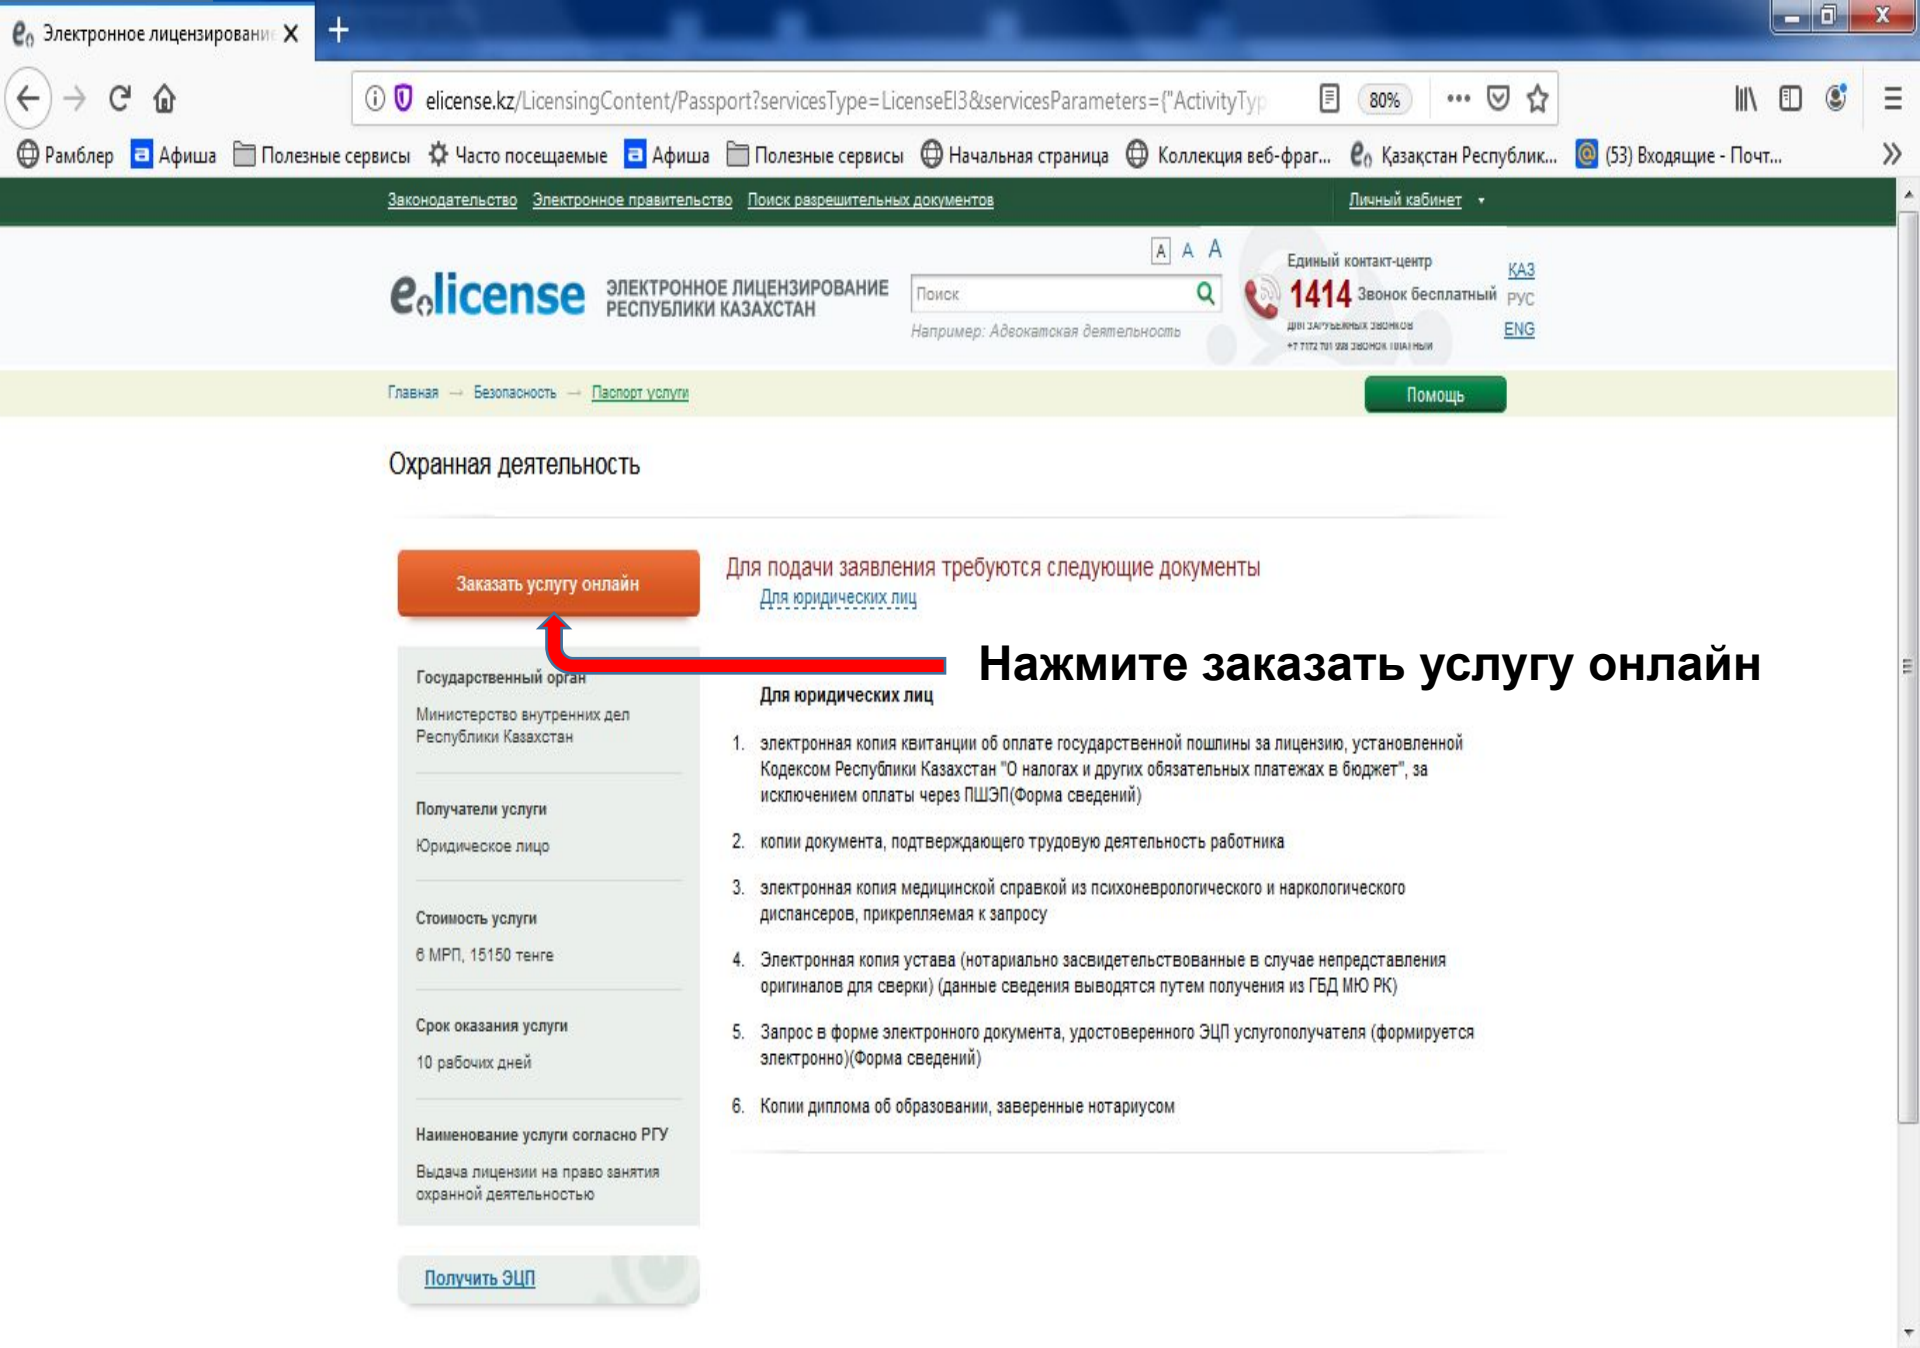 Электронное лицензировани
elicense.kz/LicensingContent/Passport?servicesType=LicenseEl3&servicesParameters={"ActivityTyp
80%
Рамблер Афиша Полезные сервисы Часто посещаемые Афиша Полезные сервисы Начальная страница Коллекция веб-фраг... Қазақстан Республик... (53) Входящие - Почт...
Законодательство Электронное правительство Поиск разрешительных документов Личный кабинет
A A A
e.license ЭЛЕКТРОННОЕ ЛИЦЕНЗИРОВАНИЕ
РЕСПУБЛИКИ КАЗАХСТАН
Поиск
Например: Адвокатская деятельность
Единый контакт-центр
1414 Звонок бесплатный
ҚАЗ
РУС
ENG
Главная → Безопасность → Паспорт услуги
Помощь
Охранная деятельность
Заказать услугу онлайн
Для подачи заявления требуются следующие документы
Для юридических лиц
Нажмите заказать услугу онлайн
Государственный орган
Министерство внутренних дел
Республики Казахстан
Получатели услуги
Юридическое лицо
Стоимость услуги
6 МРП, 15150 тенге
Срок оказания услуги
10 рабочих дней
Наименование услуги согласно РГУ
Выдача лицензии на право занятия
охранной деятельностью
Получить ЭЦП
Для юридических лиц
1. электронная копия квитанции об оплате государственной пошлины за лицензию, установленной
Кодексом Республики Казахстан "О налогах и других обязательных платежах в бюджет", за
исключением оплаты через ПШЭП(Форма сведений)
2. копии документа, подтверждающего трудовую деятельность работника
3. электронная копия медицинской справкой из психоневрологического и наркологического
диспансеров, прикрепляемая к запросу
4. Электронная копия устава (нотариально засвидетельствованные в случае непредставления
оригиналов для сверки) (данные сведения выводятся путем получения из ГБД МЮ РК)
5. Запрос в форме электронного документа, удостоверенного ЭЦП услугополучателя (формируется
электронно)(Форма сведений)
6. Копии диплома об образовании, заверенные нотариусом